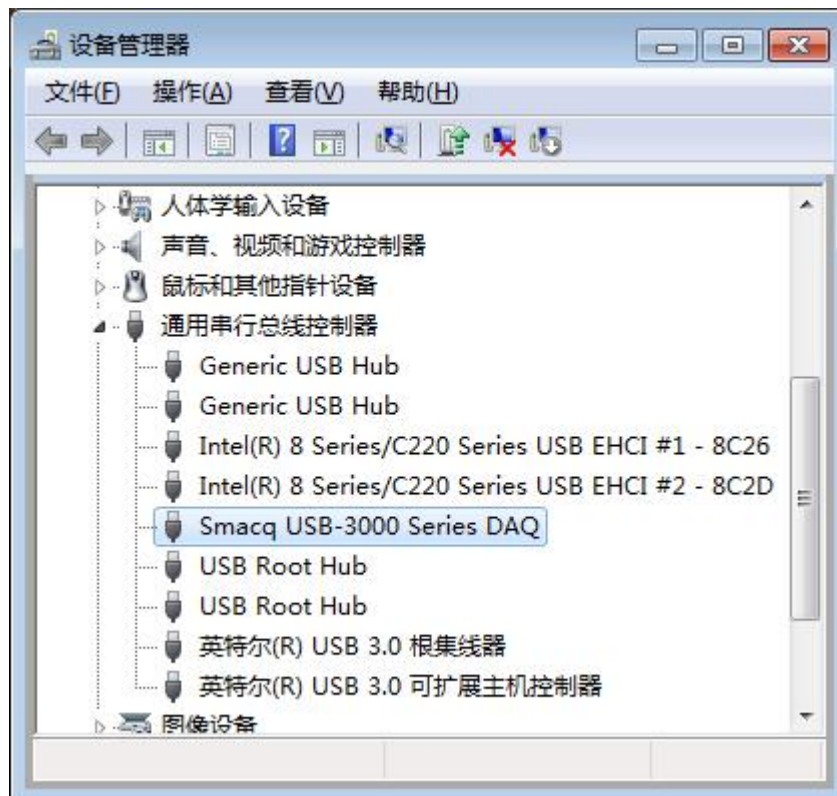 设备管理器
文件(F) 操作(A) 查看(V) 帮助(H)
人体学输入设备
声音、视频和游戏控制器
鼠标和其他指针设备
通用串行总线控制器
Generic USB Hub
Generic USB Hub
Intel(R) 8 Series/C220 Series USB EHCI #1 - 8C26
Intel(R) 8 Series/C220 Series USB EHCI #2 - 8C2D
Smacq USB-3000 Series DAQ
USB Root Hub
USB Root Hub
英特尔(R) USB 3.0 根集线器
英特尔(R) USB 3.0 可扩展主机控制器
图像设备